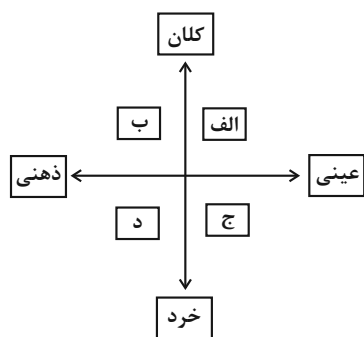 کلان
الف
ب
عینی
ذهنی
ج
د
خرد